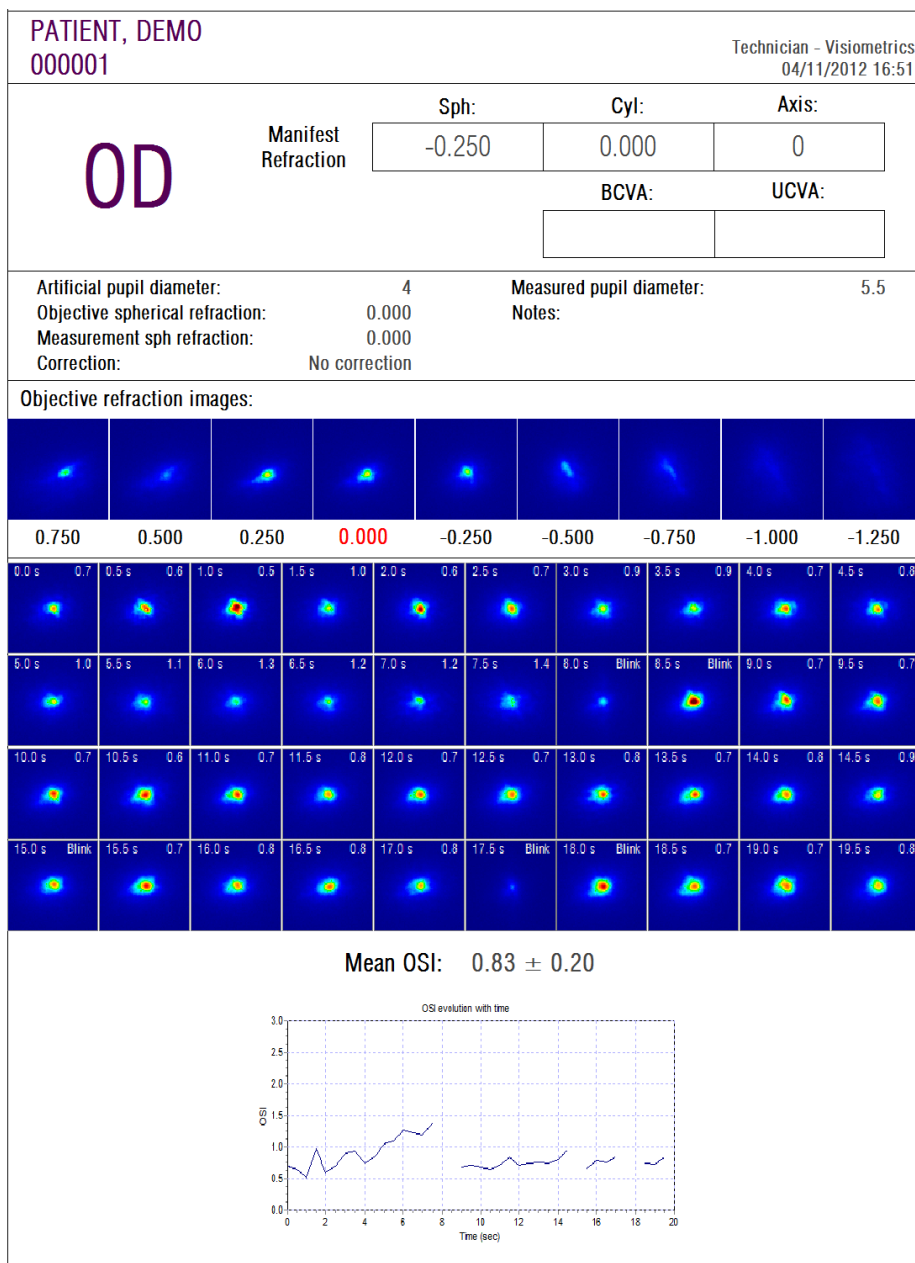 PATIENT, DEMO
000001
Technician - Visiometrics
04/11/2012 16:51
OD
Manifest Refraction
Sph: Cyl: Axis:
-0.250 0.000 0
BCVA: UCVA:
Artificial pupil diameter: 4 Measured pupil diameter: 5.5
Objective spherical refraction: 0.000 Notes:
Measurement sph refraction: 0.000
Correction: No correction
Objective refraction images:
0.750 0.500 0.250 0.000 -0.250 -0.500 -0.750 -1.000 -1.250
0.0 s 0.7 0.5 s 0.6 1.0 s 0.5 1.5 s 1.0 2.0 s 0.6 2.5 s 0.7 3.0 s 0.9 3.5 s 0.9 4.0 s 0.7 4.5 s 0.8
5.0 s 1.0 5.5 s 1.1 6.0 s 1.3 6.5 s 1.2 7.0 s 1.2 7.5 s 1.4 8.0 s Blink 8.5 s Blink 9.0 s 0.7 9.5 s 0.7
10.0 s 0.7 10.5 s 0.6 11.0 s 0.7 11.5 s 0.8 12.0 s 0.7 12.5 s 0.7 13.0 s 0.8 13.5 s 0.7 14.0 s 0.8 14.5 s 0.9
15.0 s Blink 15.5 s 0.7 16.0 s 0.8 16.5 s 0.8 17.0 s 0.8 17.5 s Blink 18.0 s Blink 18.5 s 0.7 19.0 s 0.7 19.5 s 0.8
Mean OSI: 0.83 ± 0.20
OSI evolution with time
3.0
2.5
2.0
1.5
1.0
0.5
0.0
OSI
0 2 4 6 8 10 12 14 16 18 20
Time (sec)